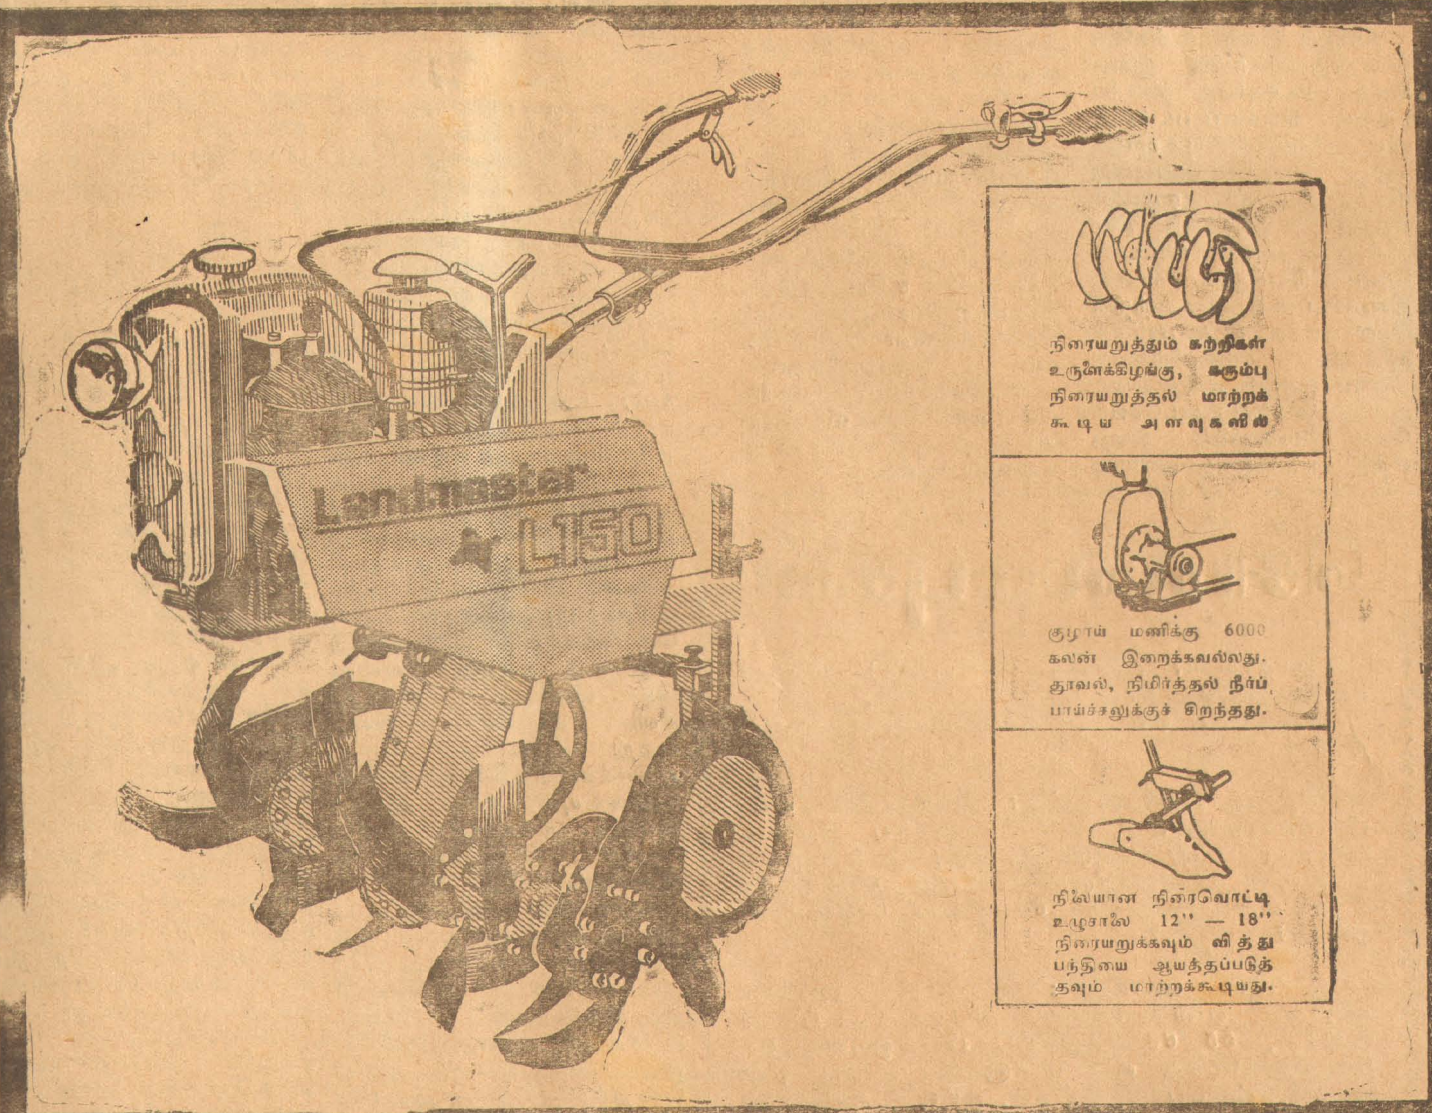 Landmaster
L150
நிரையறுத்தும் சுற்றிகள்
உருளைக்கிழங்கு, கரும்பு
நிரையறுத்தல் மாற்றக்
கூடிய அளவுகளில்
குழாய் மணிக்கு 6000
கலன் இறைக்கவல்லது.
தூவல், நிமிர்த்தல் நீர்ப்
பாய்ச்சலுக்குச் சிறந்தது.
நிலையான நிரைவொட்டி
உழுசாலை 12'' — 18''
நிரையறுக்கவும் வித்து
பந்தியை ஆயத்தப்படுத்
தவும் மாற்றக்கூடியது.